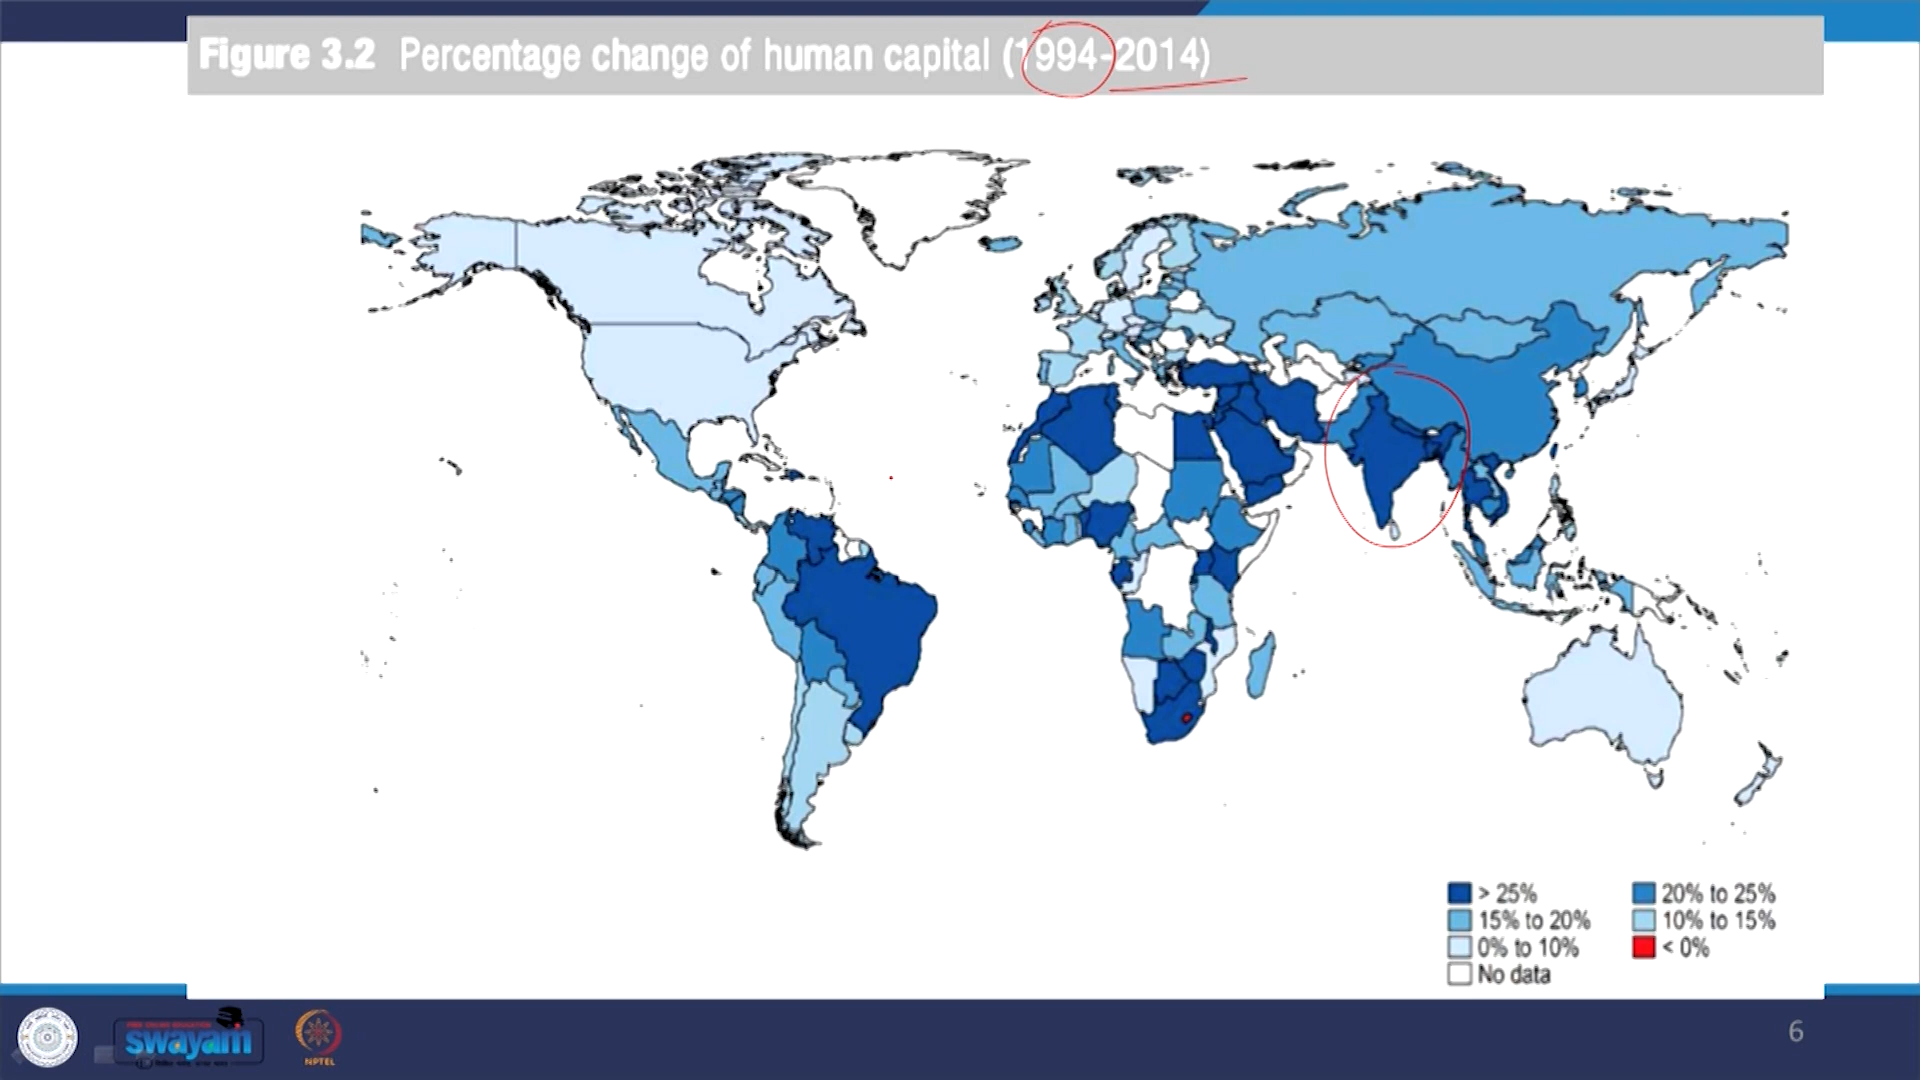 Figure 3.2 Percentage change of human capital (1994-2014)
> 25%
20% to 25%
15% to 20%
10% to 15%
0% to 10%
< 0%
No data
swayam
NPTEL
6